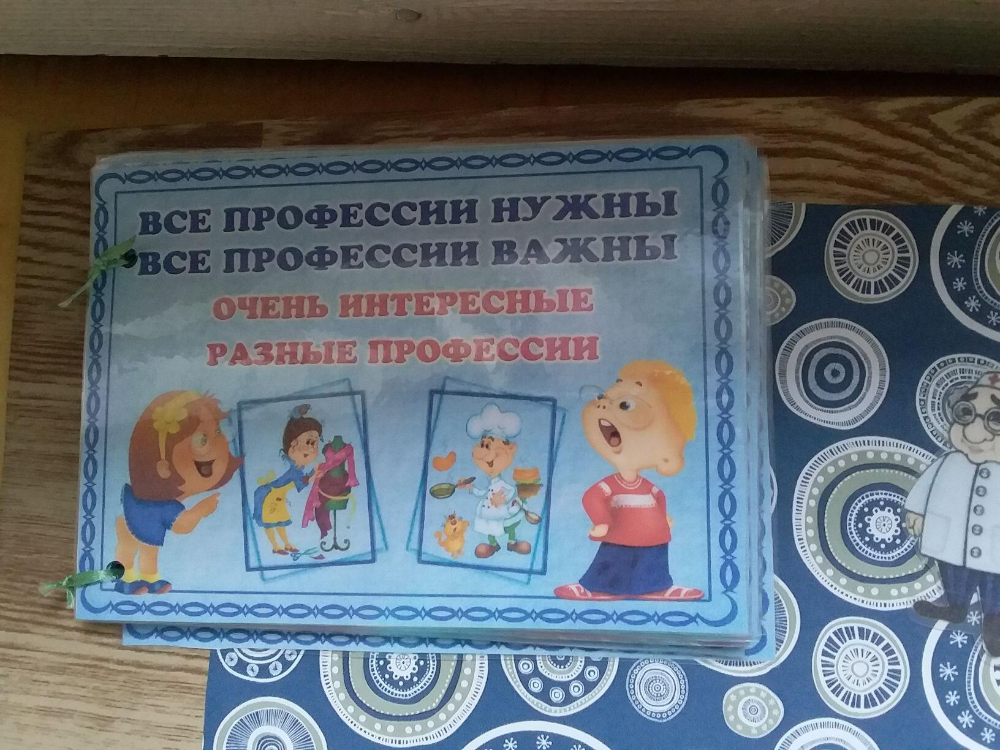 ВСЕ ПРОФЕССИИ НУЖНЫ
ВСЕ ПРОФЕССИИ ВАЖНЫ
ОЧЕНЬ ИНТЕРЕСНЫЕ
РАЗНЫЕ ПРОФЕССИИ